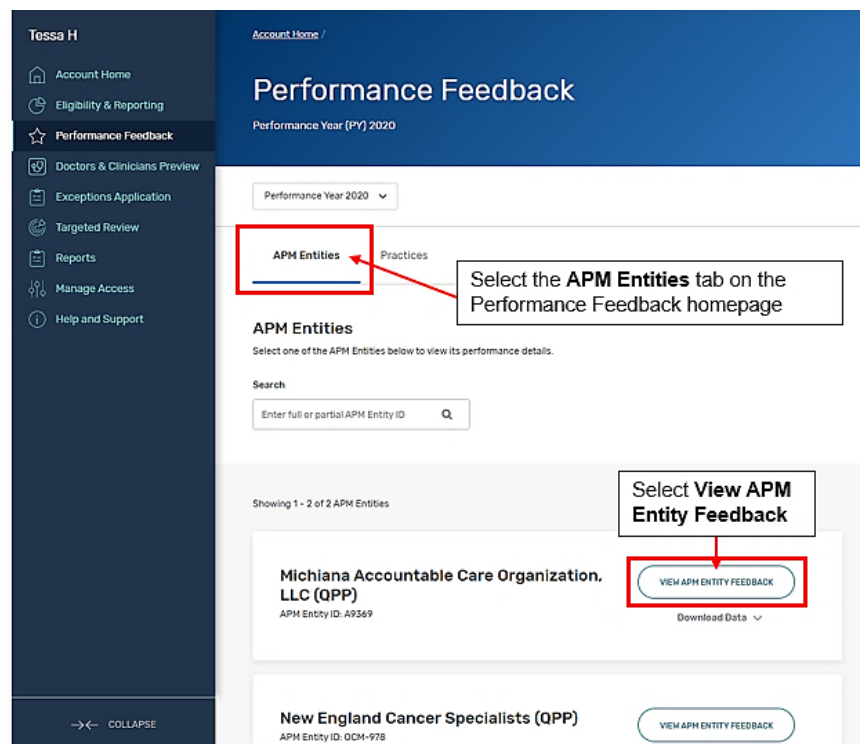 Tessa H
Account Home
Eligibility & Reporting
Performance Feedback
Doctors & Clinicians Preview
Exceptions Application
Targeted Review
Reports
Manage Access
Help and Support
COLLAPSE
Account Home /
Performance Feedback
Performance Year (PY) 2020
Performance Year 2020
APM Entities
Practices
Select the APM Entities tab on the
Performance Feedback homepage
APM Entities
Select one of the APM Entities below to view its performance details.
Search
Enter full or partial APM Entity ID
Showing 1 - 2 of 2 APM Entities
Select View APM
Entity Feedback
Michiana Accountable Care Organization,
LLC (QPP)
APM Entity ID: A9369
VIEW APM ENTITY FEEDBACK
Download Data
New England Cancer Specialists (QPP)
APM Entity ID: OCM-978
VIEW APM ENTITY FEEDBACK